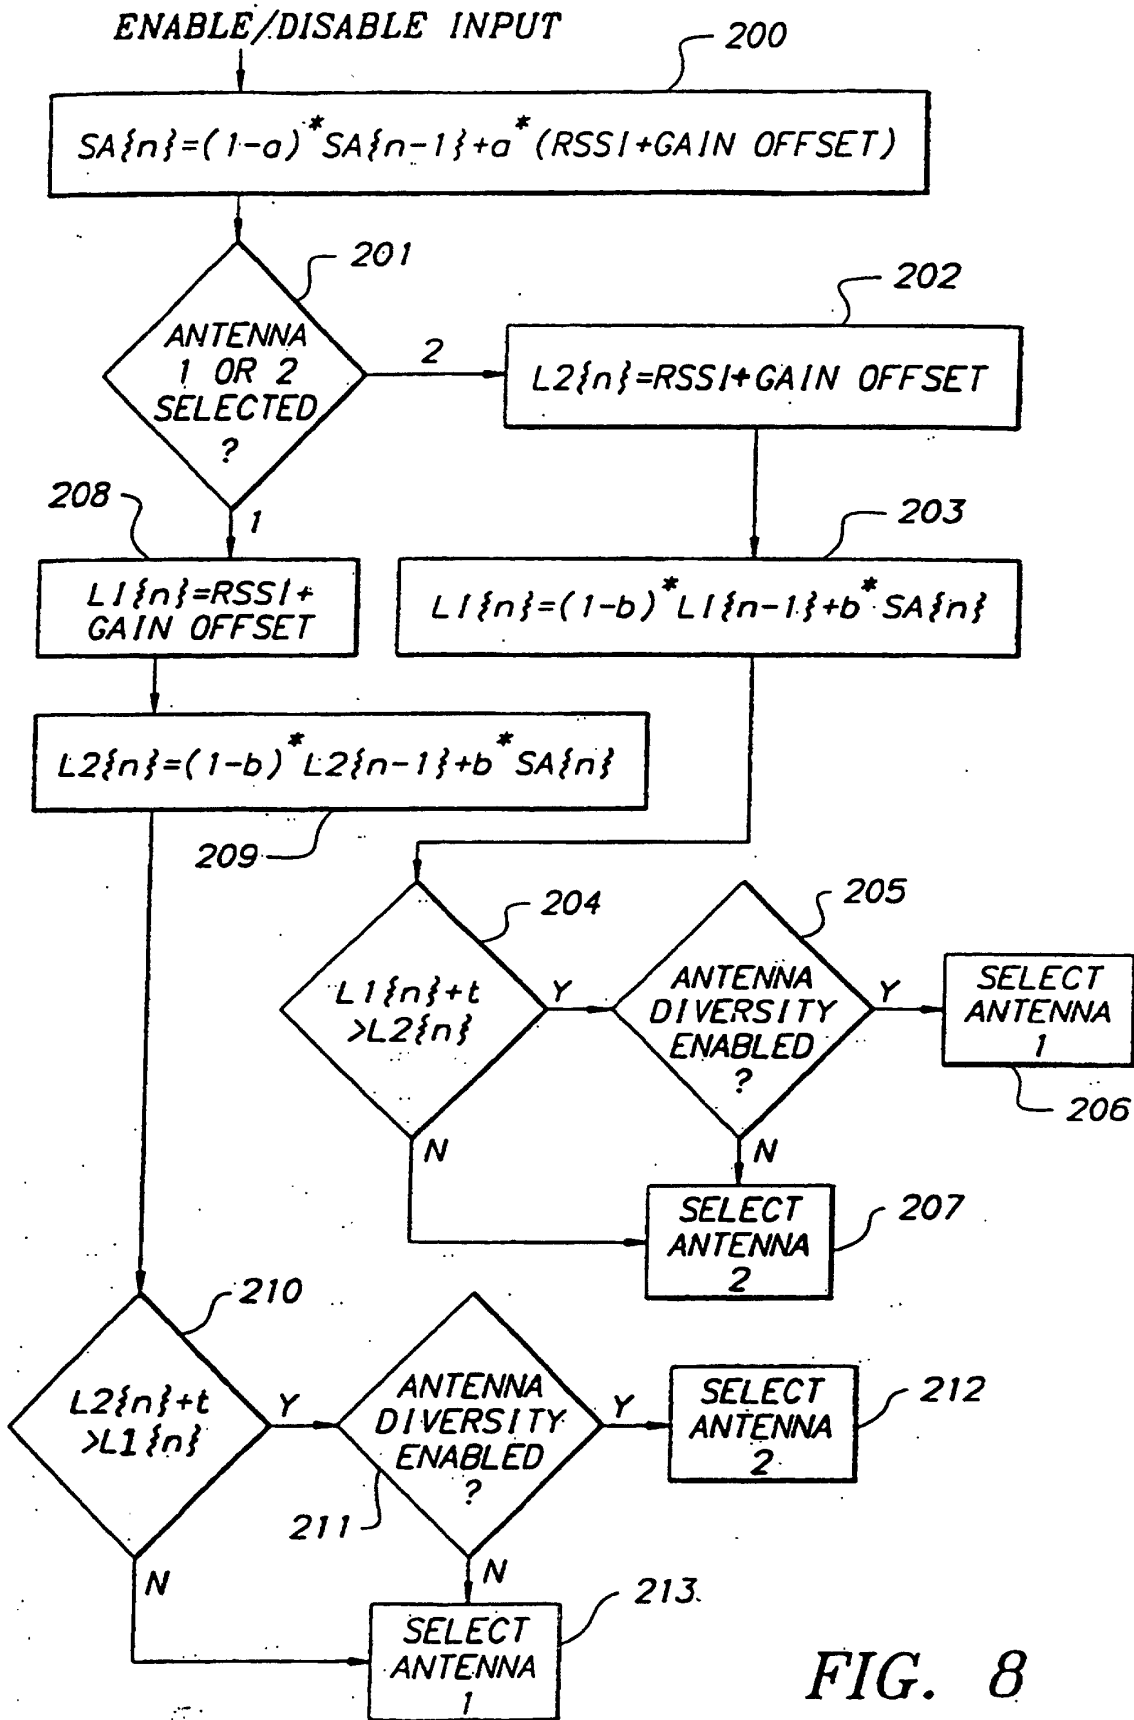 ENABLE/DISABLE INPUT
200
SA{n}=(1-a)*SA{n-1}+a*(RSSI+GAIN OFFSET)
201
ANTENNA
1 OR 2
SELECTED
?
2
202
L2{n}=RSSI+GAIN OFFSET
208
1
L1{n}=RSSI+
GAIN OFFSET
203
L1{n}=(1-b)*L1{n-1}+b*SA{n}
L2{n}=(1-b)*L2{n-1}+b*SA{n}
209
204
L1{n}+t
>L2{n}
Y
N
205
ANTENNA
DIVERSITY
ENABLED
?
Y
N
SELECT
ANTENNA
1
206
SELECT
ANTENNA
2
207
210
L2{n}+t
>L1{n}
Y
N
ANTENNA
DIVERSITY
ENABLED
?
211
Y
N
SELECT
ANTENNA
2
212
213
SELECT
ANTENNA
1
FIG. 8